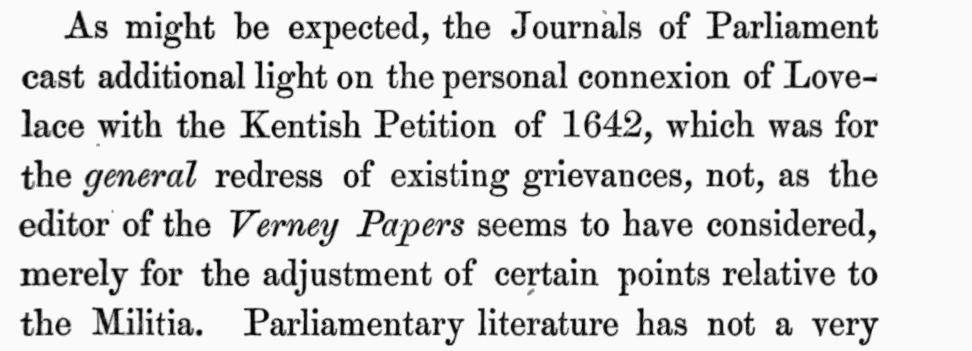 As might be expected, the Journals of Parliament
cast additional light on the personal connexion of Love-
lace with the Kentish Petition of 1642, which was for
the general redress of existing grievances, not, as the
editor of the Verney Papers seems to have considered,
merely for the adjustment of certain points relative to
the Militia. Parliamentary literature has not a very